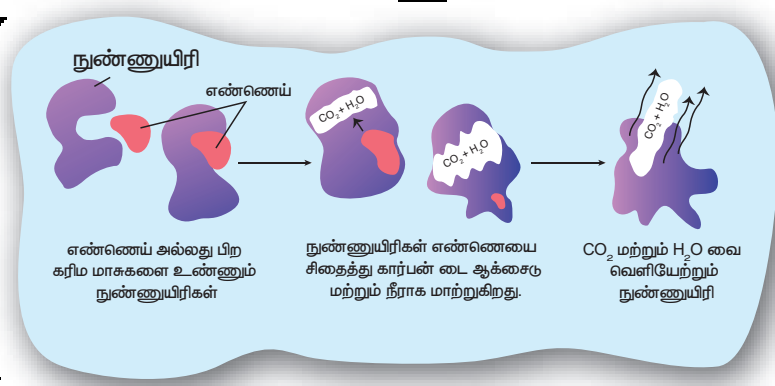 நுண்ணுயிரி
எண்ணெய்
CO₂ + H₂O
CO₂ + H₂O
CO₂ + H₂O
எண்ணெய் அல்லது பிற
கரிம மாசுகளை உண்ணும்
நுண்ணுயிரிகள்
நுண்ணுயிரிகள் எண்ணெயை
சிதைத்து கார்பன் டை ஆக்சைடு
மற்றும் நீராக மாற்றுகிறது.
CO₂ மற்றும் H₂O வை
வெளியேற்றும்
நுண்ணுயிரி